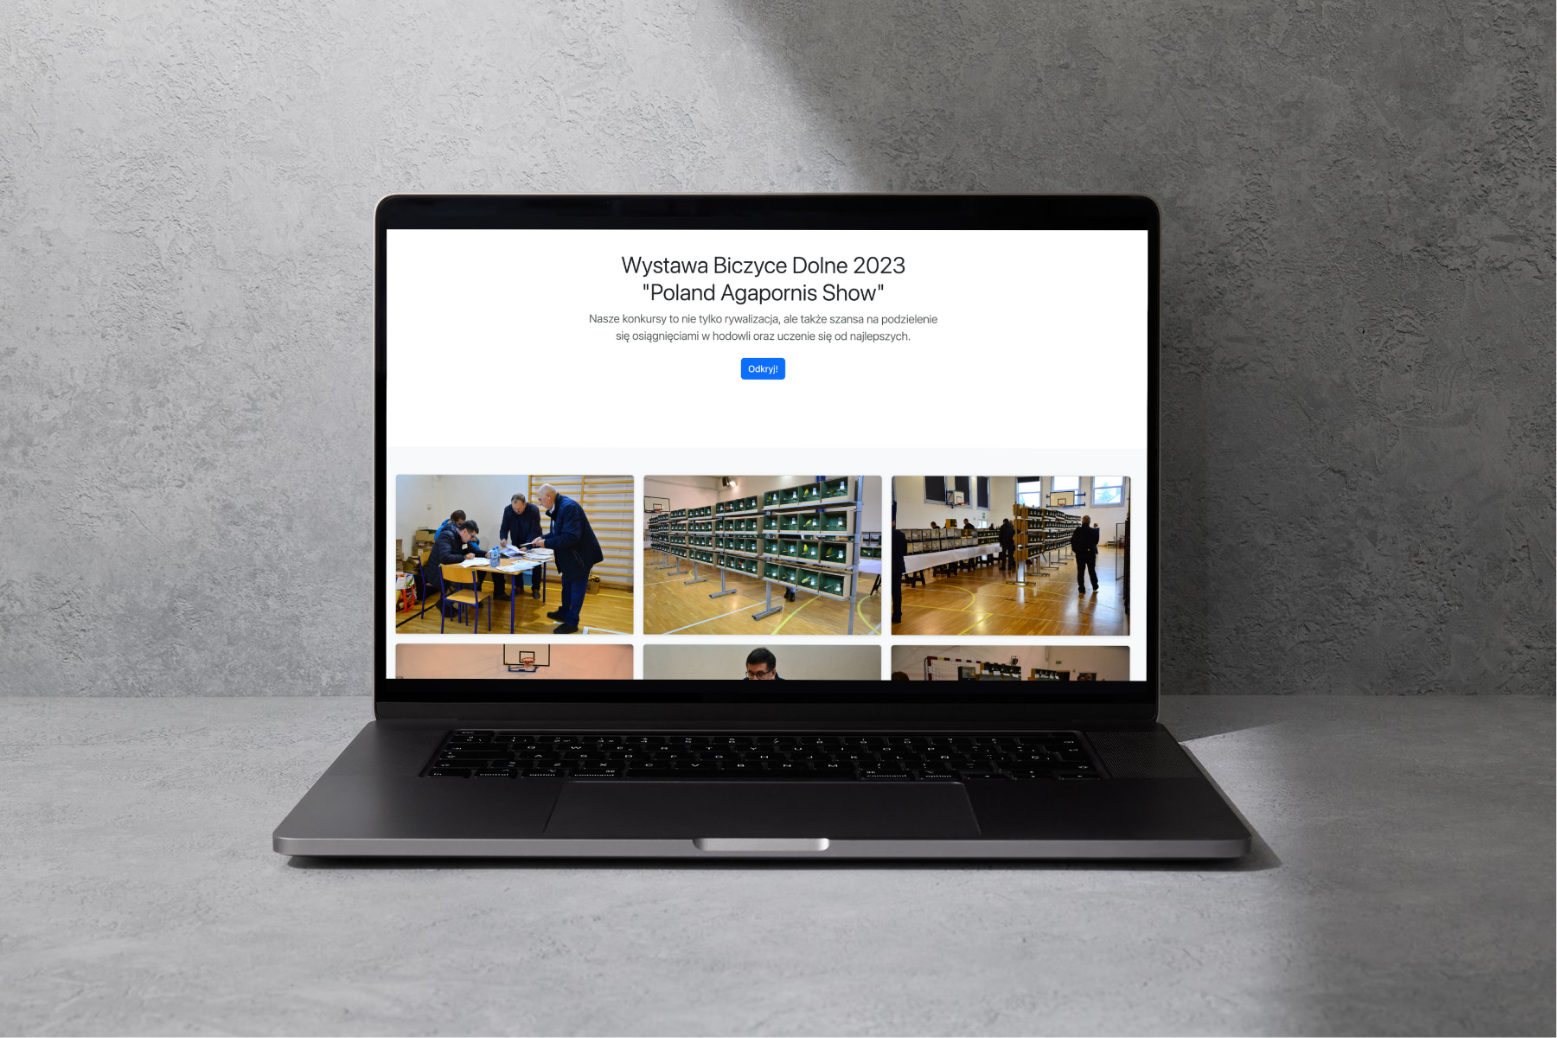 Wystawa Biczyce Dolne 2023
"Poland Agapornis Show"
Nasze konkursy to nie tylko rywalizacja, ale także szansa na podzielenie
się osiągnięciami w hodowli oraz uczenie się od najlepszych.
Odkryj!